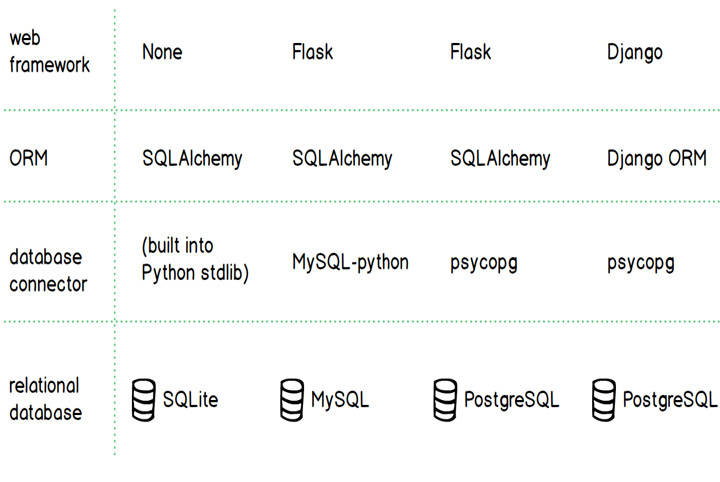 web
framework
None
Flask
Flask
Django
ORM
SQLAlchemy
SQLAlchemy
SQLAlchemy
Django ORM
database
connector
(built into
Python stdlib)
MySQL-python
psycopg
psycopg
relational
database
SQLite
MySQL
PostgreSQL
PostgreSQL